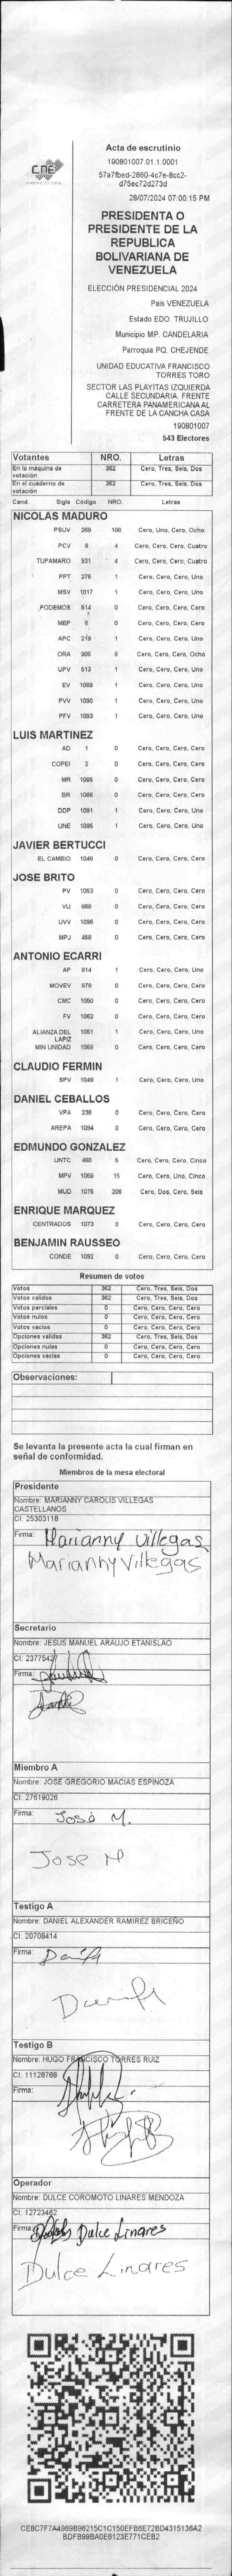 CNE
Acta de escrutinio
190801007.01.1.0001
57a7fbed-2860-4c7e-8cc2-
d75ec72d273d
28/07/2024 07:00:15 PM
PRESIDENTA O
PRESIDENTE DE LA
REPUBLICA
BOLIVARIANA DE
VENEZUELA
ELECCIÓN PRESIDENCIAL 2024
Pais VENEZUELA
Estado EDO. TRUJILLO
Municipio MP. CANDELARIA
Parroquia PQ. CHEJENDE
UNIDAD EDUCATIVA FRANCISCO
TORRES TORO
SECTOR LAS PLAYITAS IZQUIERDA
CALLE SECUNDARIA. FRENTE
CARRETERA PANAMERICANA AL
FRENTE DE LA CANCHA CASA
190801007
543 Electores
Votantes NRO. Letras
En la máquina de votación 362 Cero, Tres, Seis, Dos
En el cuaderno de votación 362 Cero, Tres, Seis, Dos
Cand. Sigla Código NRO. Letras
NICOLAS MADURO
PSUV 269 108 Cero, Uno, Cero, Ocho
PCV 9 4 Cero, Cero, Cero, Cuatro
TUPAMARO 531 4 Cero, Cero, Cero, Cuatro
PPT 276 1 Cero, Cero, Cero, Uno
MSV 1017 1 Cero, Cero, Cero, Uno
PODEMOS 514 0 Cero, Cero, Cero, Cero
MEP 6 0 Cero, Cero, Cero, Cero
APC 219 1 Cero, Cero, Cero, Uno
ORA 906 8 Cero, Cero, Cero, Ocho
UPV 513 1 Cero, Cero, Cero, Uno
EV 1089 1 Cero, Cero, Cero, Uno
PVV 1090 1 Cero, Cero, Cero, Uno
PFV 1093 1 Cero, Cero, Cero, Uno
LUIS MARTINEZ
AD 1 0 Cero, Cero, Cero, Cero
COPEI 2 0 Cero, Cero, Cero, Cero
MR 1085 0 Cero, Cero, Cero, Cero
BR 1066 0 Cero, Cero, Cero, Cero
DDP 1091 1 Cero, Cero, Cero, Uno
UNE 1095 1 Cero, Cero, Cero, Uno
JAVIER BERTUCCI
EL CAMBIO 1048 0 Cero, Cero, Cero, Cero
JOSE BRITO
PV 1053 0 Cero, Cero, Cero, Cero
VU 969 0 Cero, Cero, Cero, Cero
UVV 1096 0 Cero, Cero, Cero, Cero
MPJ 459 0 Cero, Cero, Cero, Cero
ANTONIO ECARRI
AP 814 1 Cero, Cero, Cero, Uno
MOVEV 979 0 Cero, Cero, Cero, Cero
CMC 1050 0 Cero, Cero, Cero, Cero
FV 1062 0 Cero, Cero, Cero, Cero
ALIANZA DEL LAPIZ 1051 1 Cero, Cero, Cero, Uno
MIN UNIDAD 1069 0 Cero, Cero, Cero, Cero
CLAUDIO FERMIN
SPV 1049 1 Cero, Cero, Cero, Uno
DANIEL CEBALLOS
VPA 236 0 Cero, Cero, Cero, Cero
AREPA 1094 0 Cero, Cero, Cero, Cero
EDMUNDO GONZALEZ
UNTC 460 5 Cero, Cero, Cero, Cinco
MPV 1069 15 Cero, Cero, Uno, Cinco
MUD 1075 206 Cero, Dos, Cero, Seis
ENRIQUE MARQUEZ
CENTRADOS 1073 0 Cero, Cero, Cero, Cero
BENJAMIN RAUSSEO
CONDE 1092 0 Cero, Cero, Cero, Cero
Resumen de votos
Votos 362 Cero, Tres, Seis, Dos
Votos validos 362 Cero, Tres, Seis, Dos
Votos parciales 0 Cero, Cero, Cero, Cero
Votos nulos 0 Cero, Cero, Cero, Cero
Votos vacios 0 Cero, Cero, Cero, Cero
Opciones validas 362 Cero, Tres, Seis, Dos
Opciones nulas 0 Cero, Cero, Cero, Cero
Opciones vacias 0 Cero, Cero, Cero, Cero
Observaciones:
Se levanta la presente acta la cual firman en
señal de conformidad.
Miembros de la mesa electoral
Presidente
Nombre: MARIANNY CAROLIS VILLEGAS
CASTELLANOS
CI: 25303118
Firma: Marianny Villegas
Marianny Villegas
Secretario
Nombre: JESUS MANUEL ARAUJO ETANISLAO
CI: 23775427
Firma:
Miembro A
Nombre: JOSE GREGORIO MACIAS ESPINOZA
CI: 27619026
Firma: José M.
Jose M
Testigo A
Nombre: DANIEL ALEXANDER RAMIREZ BRICEÑO
CI: 20708414
Firma:
Testigo B
Nombre: HUGO FRANCISCO TORRES RUIZ
CI: 11128768
Firma:
Operador
Nombre: DULCE COROMOTO LINARES MENDOZA
CI: 12723462
Firma: Dulce Linares
Dulce Linares
CEBC7F7A4969B96215C1C150EFB6E72BD4315136A2
BDFB99BA0E6123E771CEB2